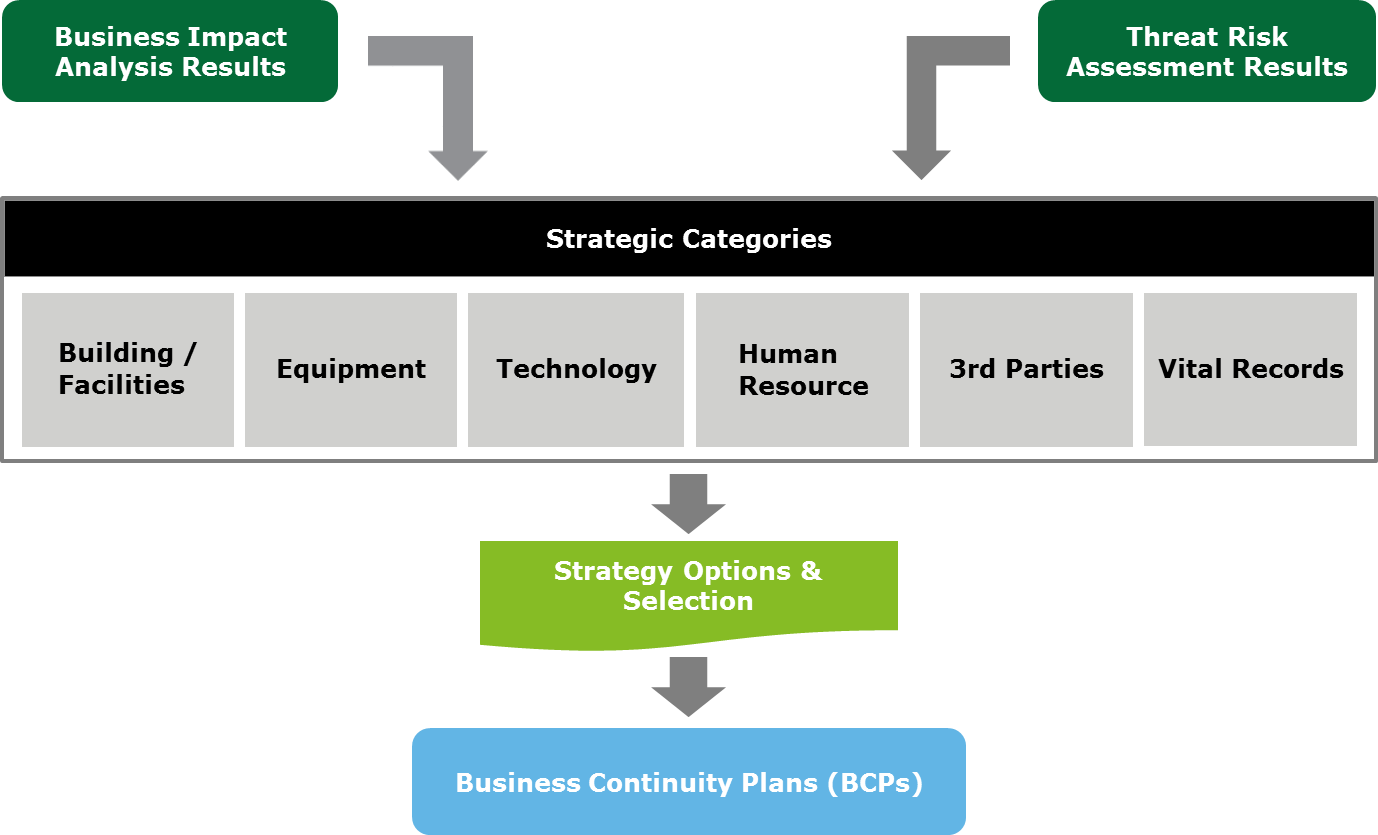 Business Impact
Analysis Results
Threat Risk
Assessment Results
Strategic Categories
Building /
Facilities
Equipment
Technology
Human
Resource
3rd Parties
Vital Records
Strategy Options &
Selection
Business Continuity Plans (BCPs)